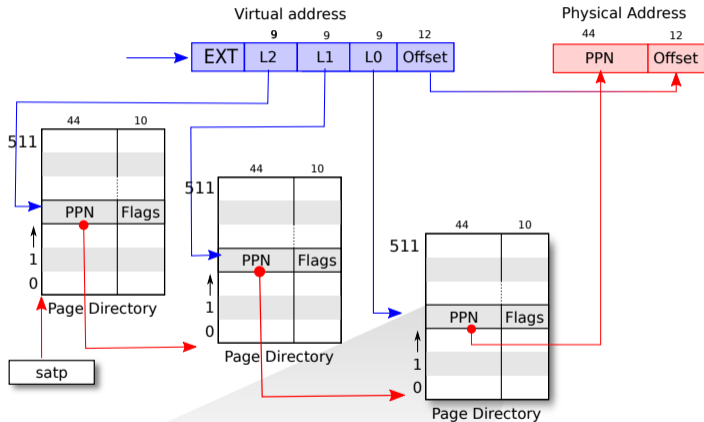 Virtual address
Physical Address
9 9 9 12
44 12
EXT L2 L1 L0 Offset
PPN Offset
44 10
511
PPN Flags
1
0
Page Directory
satp
44 10
511
PPN Flags
1
0
Page Directory
44 10
511
PPN Flags
1
0
Page Directory